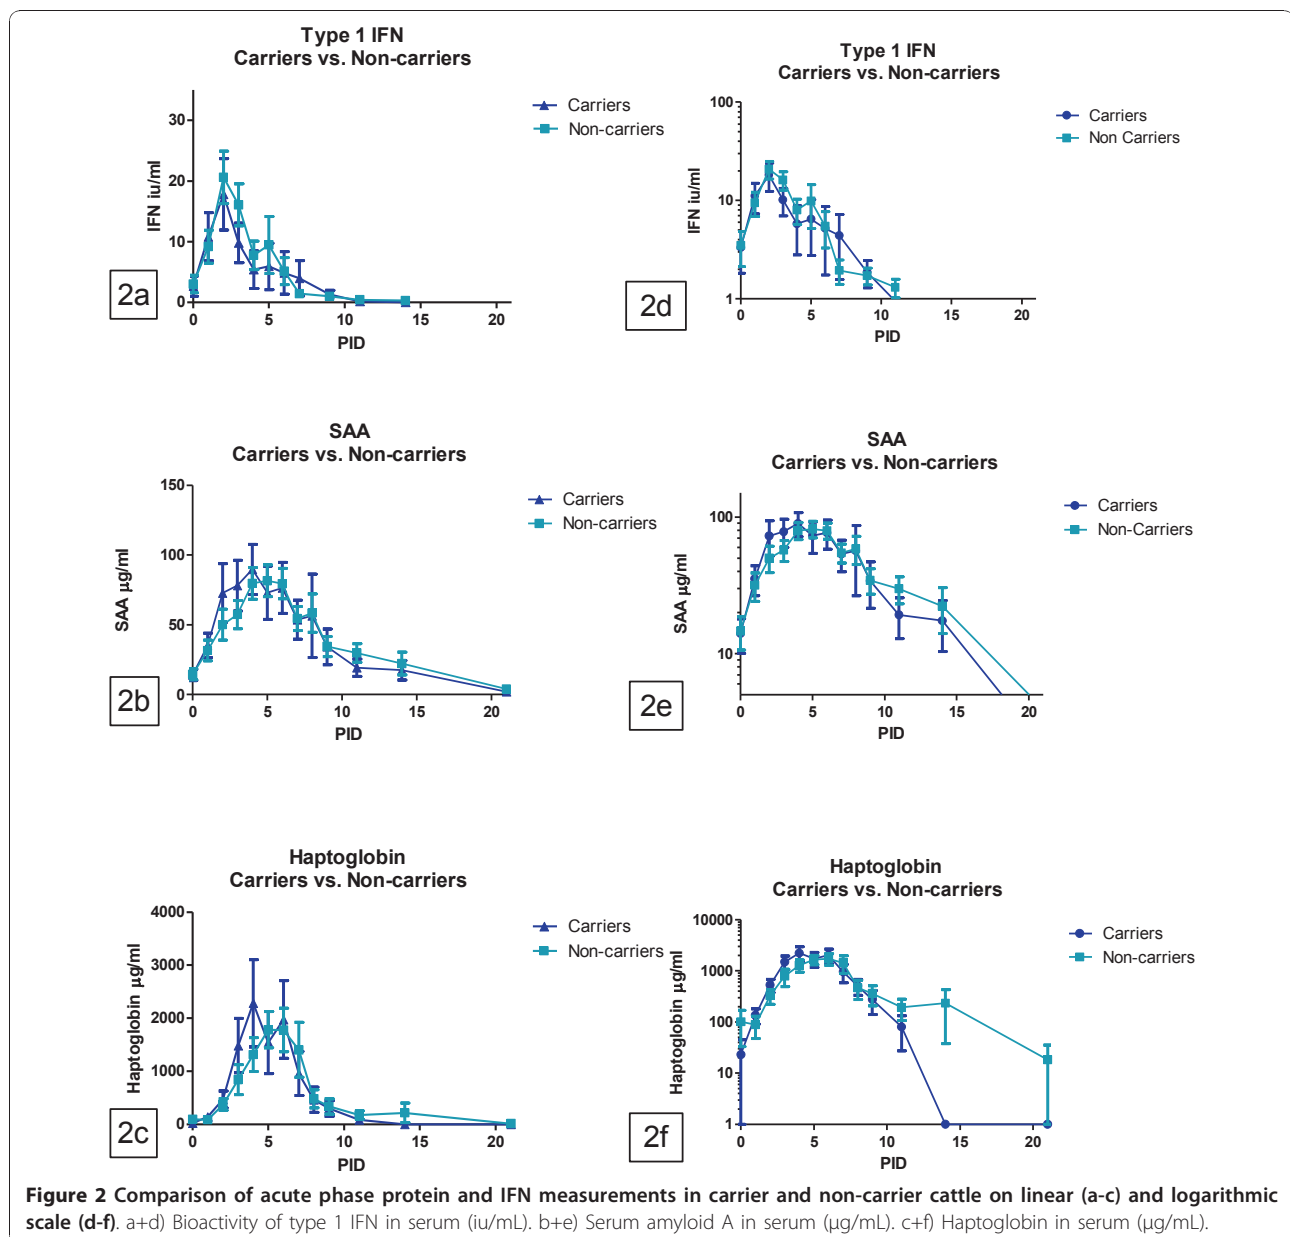 Type 1 IFN
Carriers vs. Non-carriers
30
20
10
0
IFN iu/ml
0 5 10 15 20
PID
Carriers
Non-carriers
2a
Type 1 IFN
Carriers vs. Non-carriers
100
10
1
IFN iu/ml
0 5 10 15 20
PID
Carriers
Non Carriers
2d
SAA
Carriers vs. Non-carriers
150
100
50
0
SAA µg/ml
0 5 10 15 20
PID
Carriers
Non-carriers
2b
SAA
Carriers vs. Non-carriers
100
10
SAA µg/ml
0 5 10 15 20
PID
Carriers
Non-Carriers
2e
Haptoglobin
Carriers vs. Non-carriers
4000
3000
2000
1000
0
Haptoglobin µg/ml
0 5 10 15 20
PID
Carriers
Non-carriers
2c
Haptoglobin
Carriers vs. Non-carriers
10000
1000
100
10
1
Haptoglobin µg/ml
0 5 10 15 20
PID
Carriers
Non-carriers
2f
Figure 2 Comparison of acute phase protein and IFN measurements in carrier and non-carrier cattle on linear (a-c) and logarithmic
scale (d-f). a+d) Bioactivity of type 1 IFN in serum (iu/mL). b+e) Serum amyloid A in serum (µg/mL). c+f) Haptoglobin in serum (µg/mL).